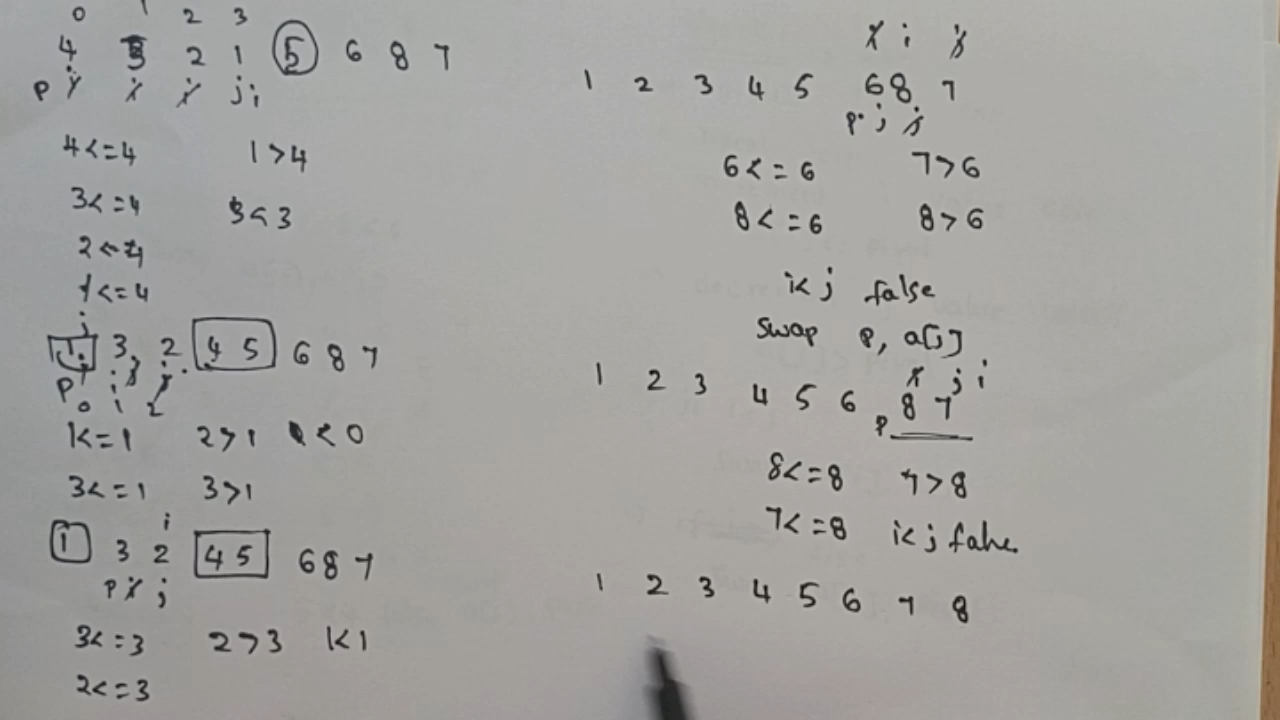 0 1 2 3
4 3 2 1 5 6 8 7
p i i i j i
4<=4 1>4
3<=4 3<3
2<=4
1<=4
j
1 3 2 4 5 6 8 7
p i j
0 1 2
1<=1 2>1 <0
3<=1 3>1
i
1 3 2 4 5 6 8 7
p i j
3<=3 2>3 1<1
2<=3
i i j
1 2 3 4 5 6 8 7
p j j
6<=6 7>6
8<=6 8>6
i<j false
Swap p, a[j]
i j i
1 2 3 4 5 6 8 7
p
8<=8 7>8
7<=8 i<j false
1 2 3 4 5 6 7 8